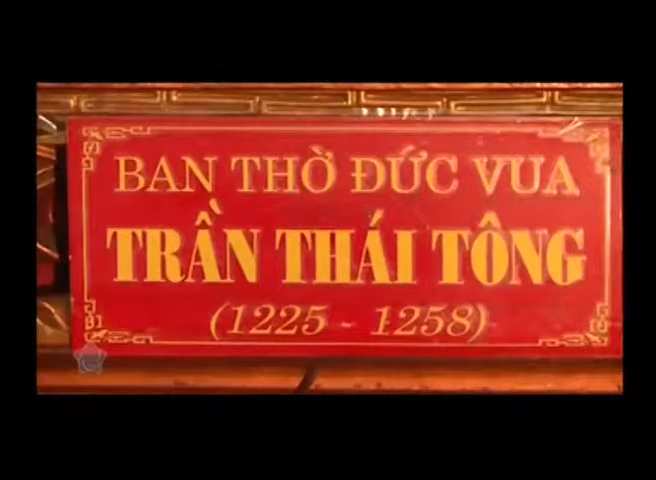 BAN THỜ ĐỨC VUA
TRẦN THÁI TÔNG
(1225 - 1258)